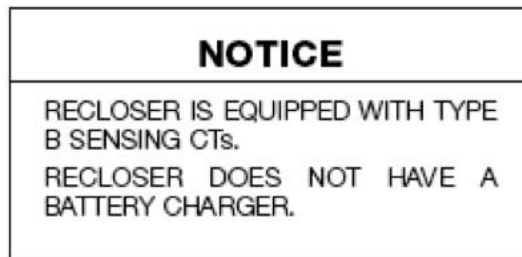 NOTICE
RECLOSER IS EQUIPPED WITH TYPE
B SENSING CTs.
RECLOSER DOES NOT HAVE A
BATTERY CHARGER.